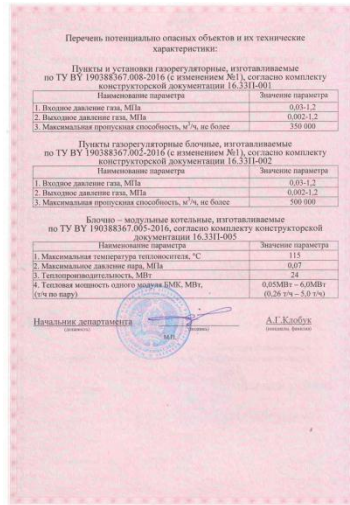 Перечень потенциально опасных объектов и их технические
характеристики:
Пункты и установки газорегуляторные, изготавливаемые
по ТУ BY 190388367.008-2016 (с изменением №1), согласно комплекту
конструкторской документации 16.33П-001
Наименование параметра Значение параметра
1. Входное давление газа, МПа 0,03-1,2
2. Выходное давление газа, МПа 0,002-1,2
3. Максимальная пропускная способность, м³/ч, не более 350 000
Пункты газорегуляторные блочные, изготавливаемые
по ТУ BY 190388367.002-2016 (с изменением №1), согласно комплекту
конструкторской документации 16.33П-002
Наименование параметра Значение параметра
1. Входное давление газа, МПа 0,03-1,2
2. Выходное давление газа, МПа 0,002-1,2
3. Максимальная пропускная способность, м³/ч, не более 500 000
Блочно – модульные котельные, изготавливаемые
по ТУ BY 190388367.005-2016, согласно комплекту конструкторской
документации 16.33П-005
Наименование параметра Значение параметра
1. Максимальная температура теплоносителя, °С 115
2. Максимальное давление пара, МПа 0,07
3. Теплопроизводительность, МВт 24
4. Тепловая мощность одного модуля БМК, МВт, 0,05МВт – 6,0МВт
(т/ч по пару) (0,26 т/ч – 5,0 т/ч)
Начальник департамента А.Г.Клобук
(должность) (подпись) (инициалы, фамилия)
М.П.